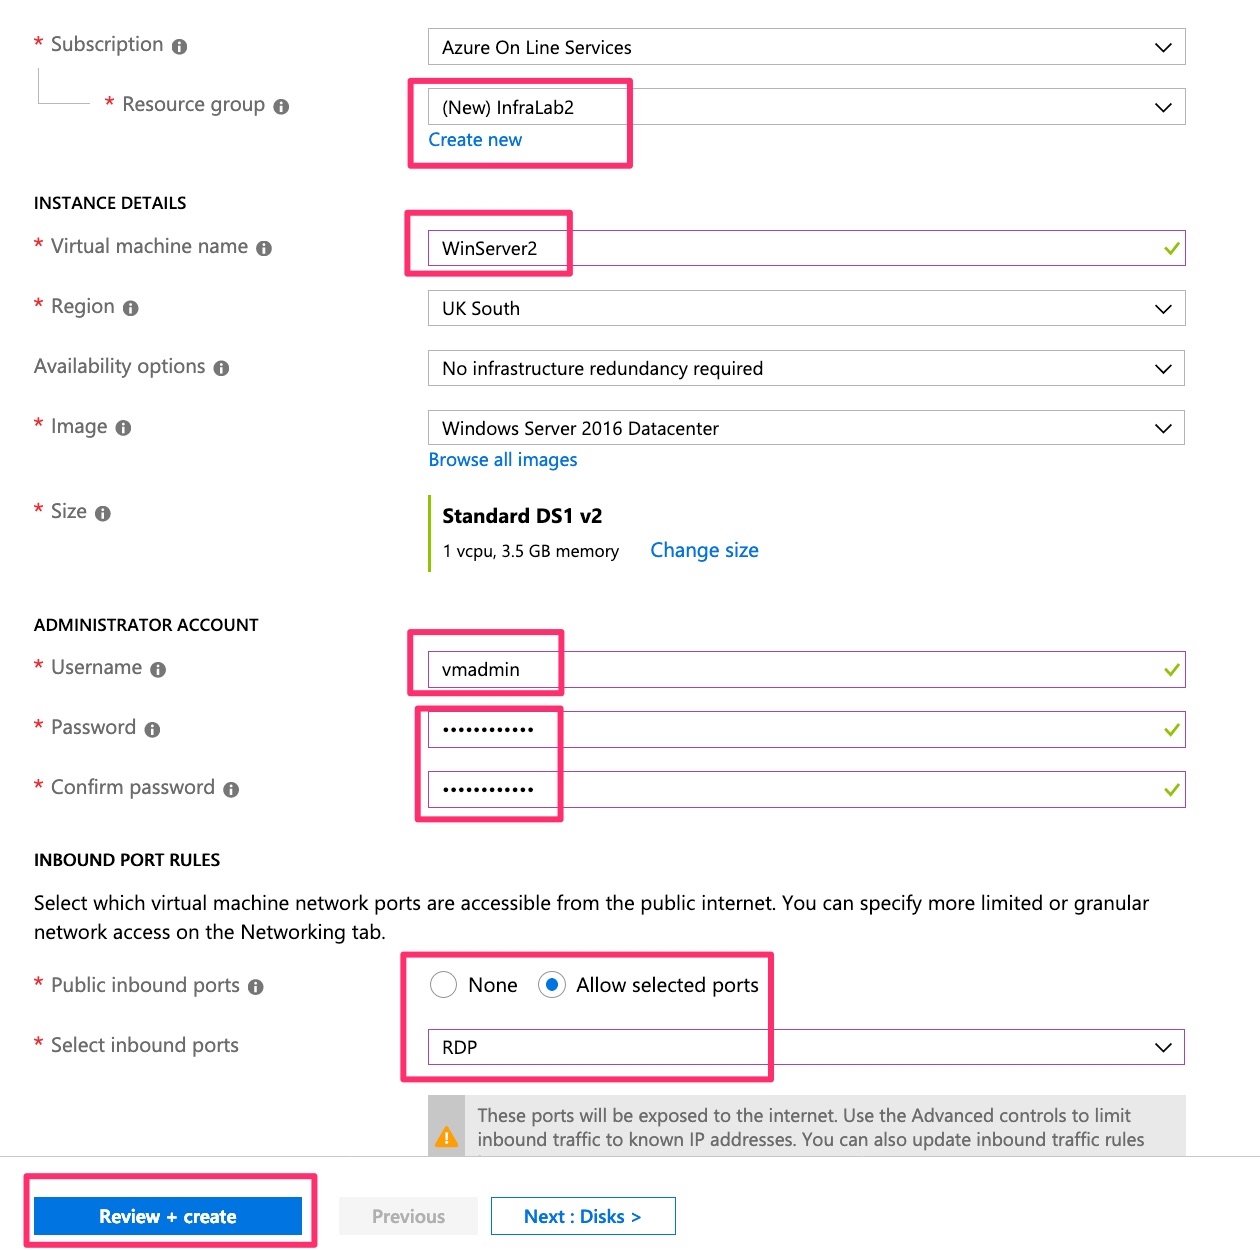 * Subscription
Azure On Line Services
* Resource group
(New) InfraLab2
Create new
INSTANCE DETAILS
* Virtual machine name
WinServer2
* Region
UK South
Availability options
No infrastructure redundancy required
* Image
Windows Server 2016 Datacenter
Browse all images
* Size
Standard DS1 v2
1 vcpu, 3.5 GB memory
Change size
ADMINISTRATOR ACCOUNT
* Username
vmadmin
* Password
••••••••••••
* Confirm password
••••••••••••
INBOUND PORT RULES
Select which virtual machine network ports are accessible from the public internet. You can specify more limited or granular
network access on the Networking tab.
* Public inbound ports
None
Allow selected ports
* Select inbound ports
RDP
These ports will be exposed to the internet. Use the Advanced controls to limit
inbound traffic to known IP addresses. You can also update inbound traffic rules
Review + create
Previous
Next : Disks >